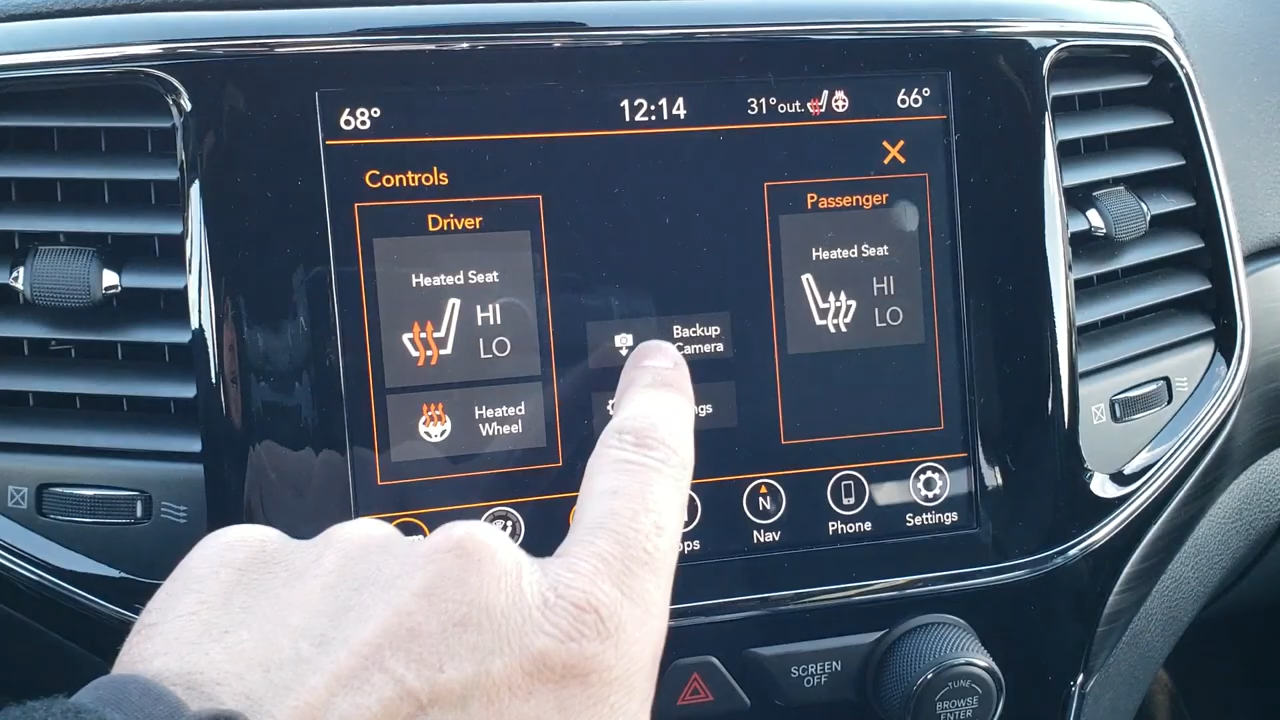 68°
12:14
31°out.
66°
Controls
Driver
Heated Seat
HI
LO
Heated
Wheel
Backup
Camera
Passenger
Heated Seat
HI
LO
N
Nav
Phone
Settings
SCREEN
OFF
TUNE
BROWSE
ENTER